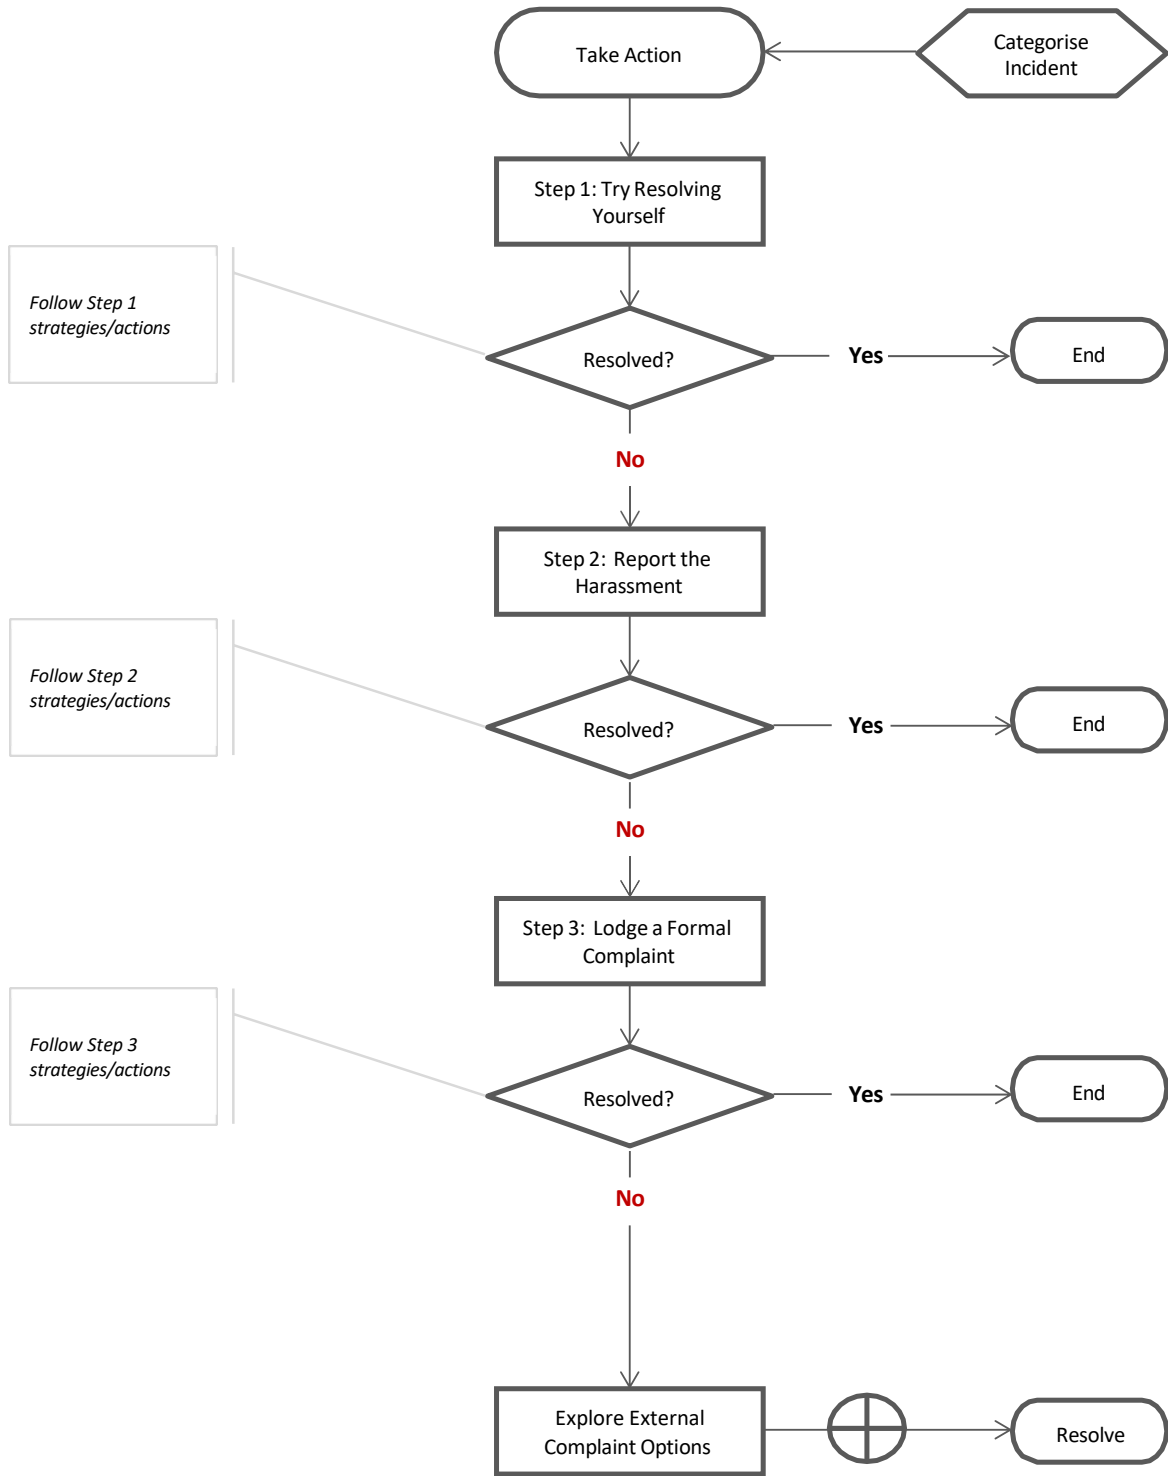 Take Action
Categorise
Incident
Step 1: Try Resolving
Yourself
Follow Step 1
strategies/actions
Resolved?
Yes
End
No
Step 2: Report the
Harassment
Follow Step 2
strategies/actions
Resolved?
Yes
End
No
Step 3: Lodge a Formal
Complaint
Follow Step 3
strategies/actions
Resolved?
Yes
End
No
Explore External
Complaint Options
Resolve